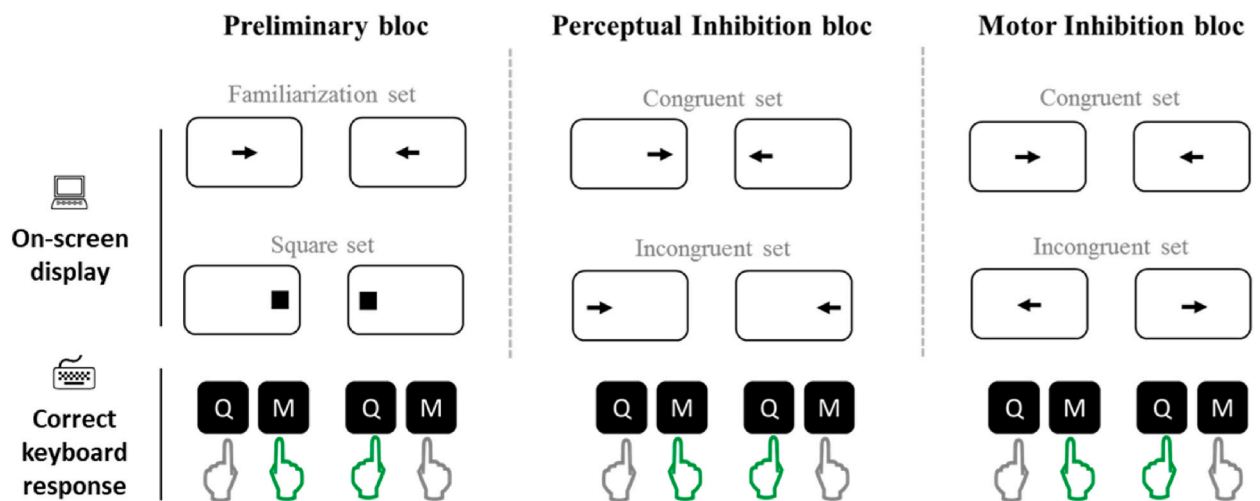 Preliminary bloc
Perceptual Inhibition bloc
Motor Inhibition bloc
Familiarization set
Congruent set
Congruent set
On-screen
display
Square set
Incongruent set
Incongruent set
Correct
keyboard
response
Q M Q M
Q M Q M
Q M Q M